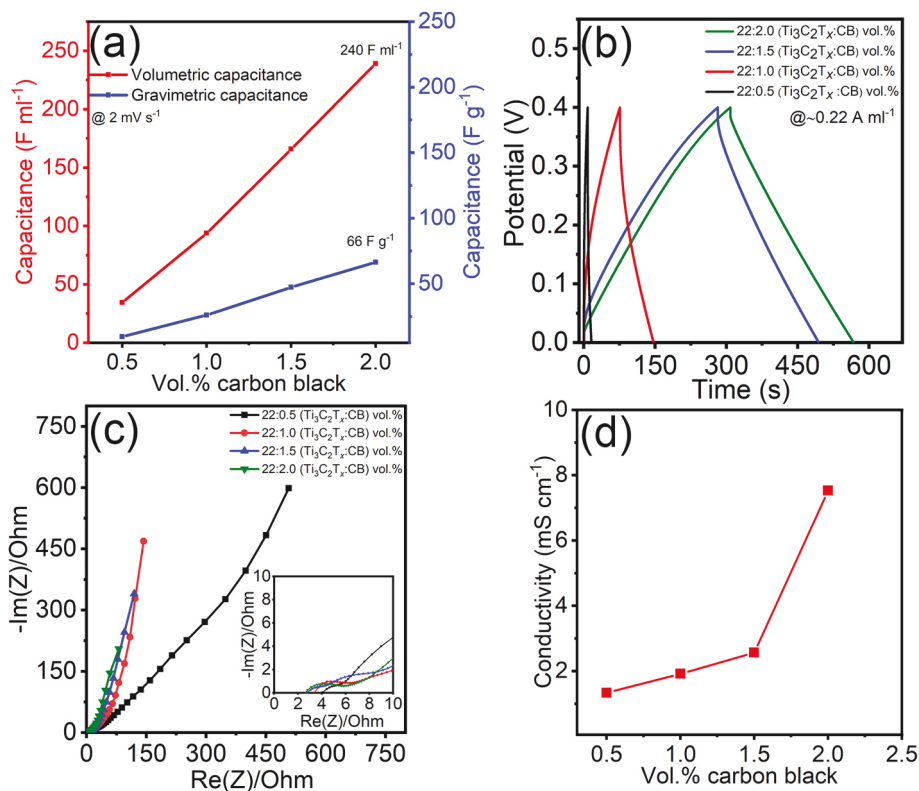 (a)
240 F ml⁻¹
Volumetric capacitance
Gravimetric capacitance
@ 2 mV s⁻¹
66 F g⁻¹
Capacitance (F ml⁻¹)
250
200
150
100
50
0
Capacitance (F g⁻¹)
250
200
150
100
50
0
0.5 1.0 1.5 2.0
Vol.% carbon black
(b)
22:2.0 (Ti₃C₂Tₓ:CB) vol.%
22:1.5 (Ti₃C₂Tₓ:CB) vol.%
22:1.0 (Ti₃C₂Tₓ:CB) vol.%
22:0.5 (Ti₃C₂Tₓ :CB) vol.%
@~0.22 A ml⁻¹
Potential (V)
0.5
0.4
0.3
0.2
0.1
0.0
0 150 300 450 600
Time (s)
(c)
22:0.5 (Ti₃C₂Tₓ:CB) vol.%
22:1.0 (Ti₃C₂Tₓ:CB) vol.%
22:1.5 (Ti₃C₂Tₓ:CB) vol.%
22:2.0 (Ti₃C₂Tₓ:CB) vol.%
-Im(Z)/Ohm
750
600
450
300
150
0
0 150 300 450 600 750
Re(Z)/Ohm
-Im(Z)/Ohm
10
8
6
4
2
0
0 2 4 6 8 10
Re(Z)/Ohm
(d)
Conductivity (mS cm⁻¹)
8
6
4
2
0.5 1.0 1.5 2.0 2.5
Vol.% carbon black